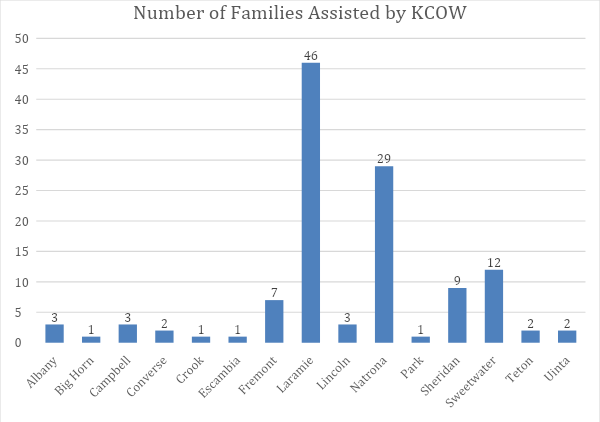 Number of Families Assisted by KCOW
50
45
40
35
30
25
20
15
10
5
0
3
1
3
2
1
1
7
46
3
29
1
9
12
2
2
Albany
Big Horn
Campbell
Converse
Crook
Escambia
Fremont
Laramie
Lincoln
Natrona
Park
Sheridan
Sweetwater
Teton
Uinta